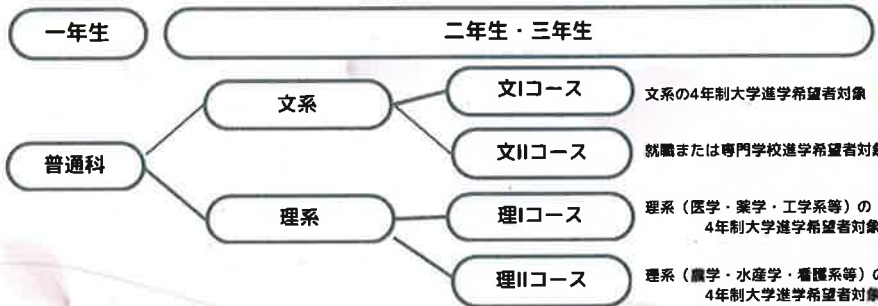 一年生
二年生・三年生
文系
文Iコース
文系の4年制大学進学希望者対象
文IIコース
就職または専門学校進学希望者対象
普通科
理系
理Iコース
理系（医学・薬学・工学系等）の
4年制大学進学希望者対象
理IIコース
理系（農学・水産学・看護系等）の
4年制大学進学希望者対象